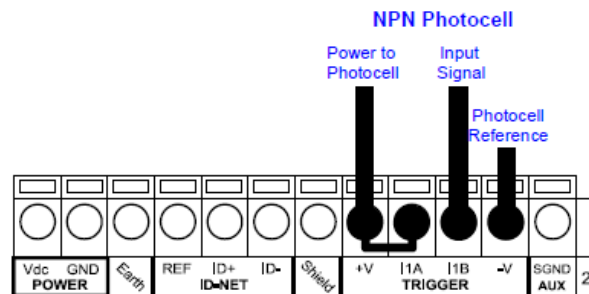 NPN Photocell
Power to
Photocell
Input
Signal
Photocell
Reference
Vdc GND Earth REF ID+ ID- Shield +V I1A I1B -V SGND
POWER ID-NET TRIGGER AUX 2